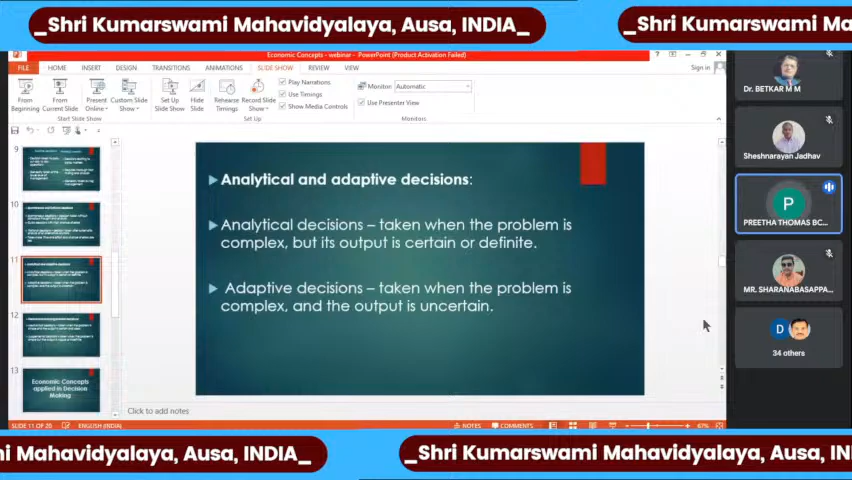 _Shri Kumarswami Mahavidyalaya, Ausa, INDIA_
_Shri Kumarswami Ma
Economic Concepts - webinar - PowerPoint (Product Activation Failed)
FILE HOME INSERT DESIGN TRANSITIONS ANIMATIONS SLIDE SHOW REVIEW VIEW Sign in
From Beginning
From Current Slide
Present Online
Custom Slide Show
Set Up Slide Show
Hide Slide
Rehearse Timings
Record Slide Show
Play Narrations
Use Timings
Show Media Controls
Monitor: Automatic
Use Presenter View
Start Slide Show
Set Up
Monitors
9
10
11
12
13
Economic Concepts
applied in Decision
Making
Analytical and adaptive decisions:
Analytical decisions – taken when the problem is
complex, but its output is certain or definite.
Adaptive decisions – taken when the problem is
complex, and the output is uncertain.
Click to add notes
SLIDE 11 OF 20 ENGLISH (INDIA) NOTES COMMENTS 67%
Dr. BETKAR M M
Sheshnarayan Jadhav
P
PREETHA THOMAS BC...
MR. SHARANABASAPPA...
D
34 others
ni Mahavidyalaya, Ausa, INDIA_
_Shri Kumarswami Mahavidyalaya, Ausa, IN